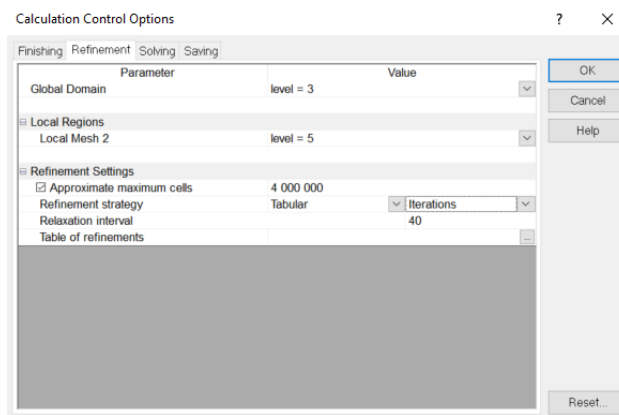 Calculation Control Options ? ×
Finishing Refinement Solving Saving
Parameter Value
Global Domain level = 3
Local Regions
Local Mesh 2 level = 5
Refinement Settings
Approximate maximum cells 4 000 000
Refinement strategy Tabular Iterations
Relaxation interval 40
Table of refinements ...
OK
Cancel
Help
Reset...